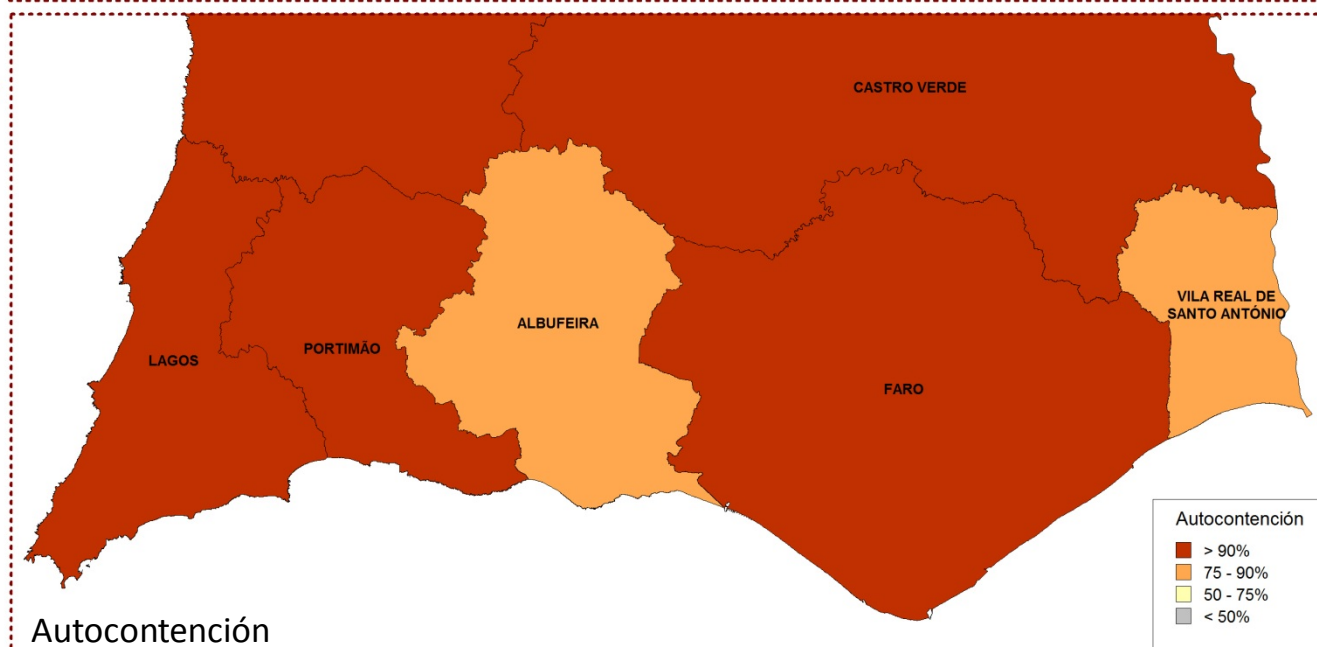 CASTRO VERDE
VILA REAL DE
SANTO ANTÓNIO
ALBUFEIRA
PORTIMÃO
LAGOS
FARO
Autocontención
> 90%
75 - 90%
50 - 75%
< 50%
Autocontención